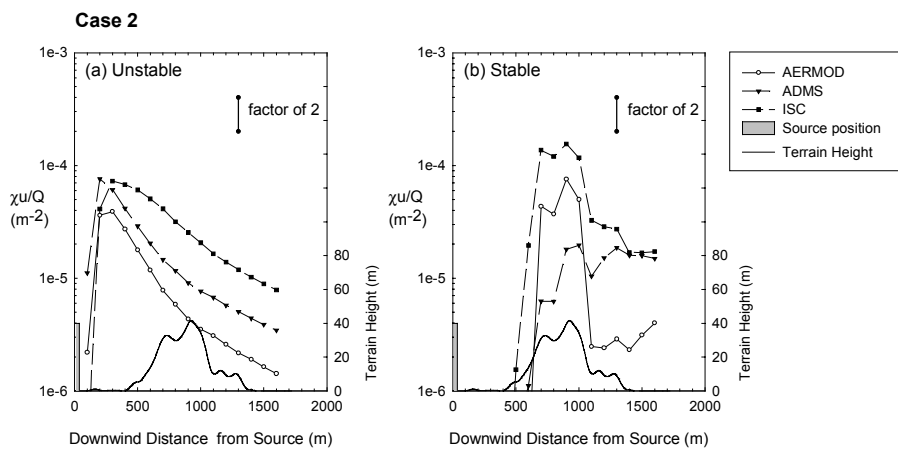 Case 2
1e-3
1e-4
1e-5
1e-6
χu/Q
(m-2)
(a) Unstable
factor of 2
80
60
40
20
0
Terrain Height (m)
0 500 1000 1500 2000
Downwind Distance from Source (m)
1e-3
1e-4
1e-5
1e-6
χu/Q
(m-2)
(b) Stable
factor of 2
80
60
40
20
0
Terrain Height (m)
0 500 1000 1500 2000
Downwind Distance from Source (m)
AERMOD
ADMS
ISC
Source position
Terrain Height